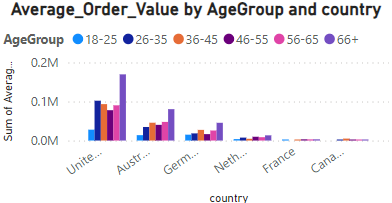 Average_Order_Value by AgeGroup and country
AgeGroup 18-25 26-35 36-45 46-55 56-65 66+
0.2M
0.1M
0.0M
Sum of Averag...
Unite... Austr... Germ... Neth... France Cana...
country